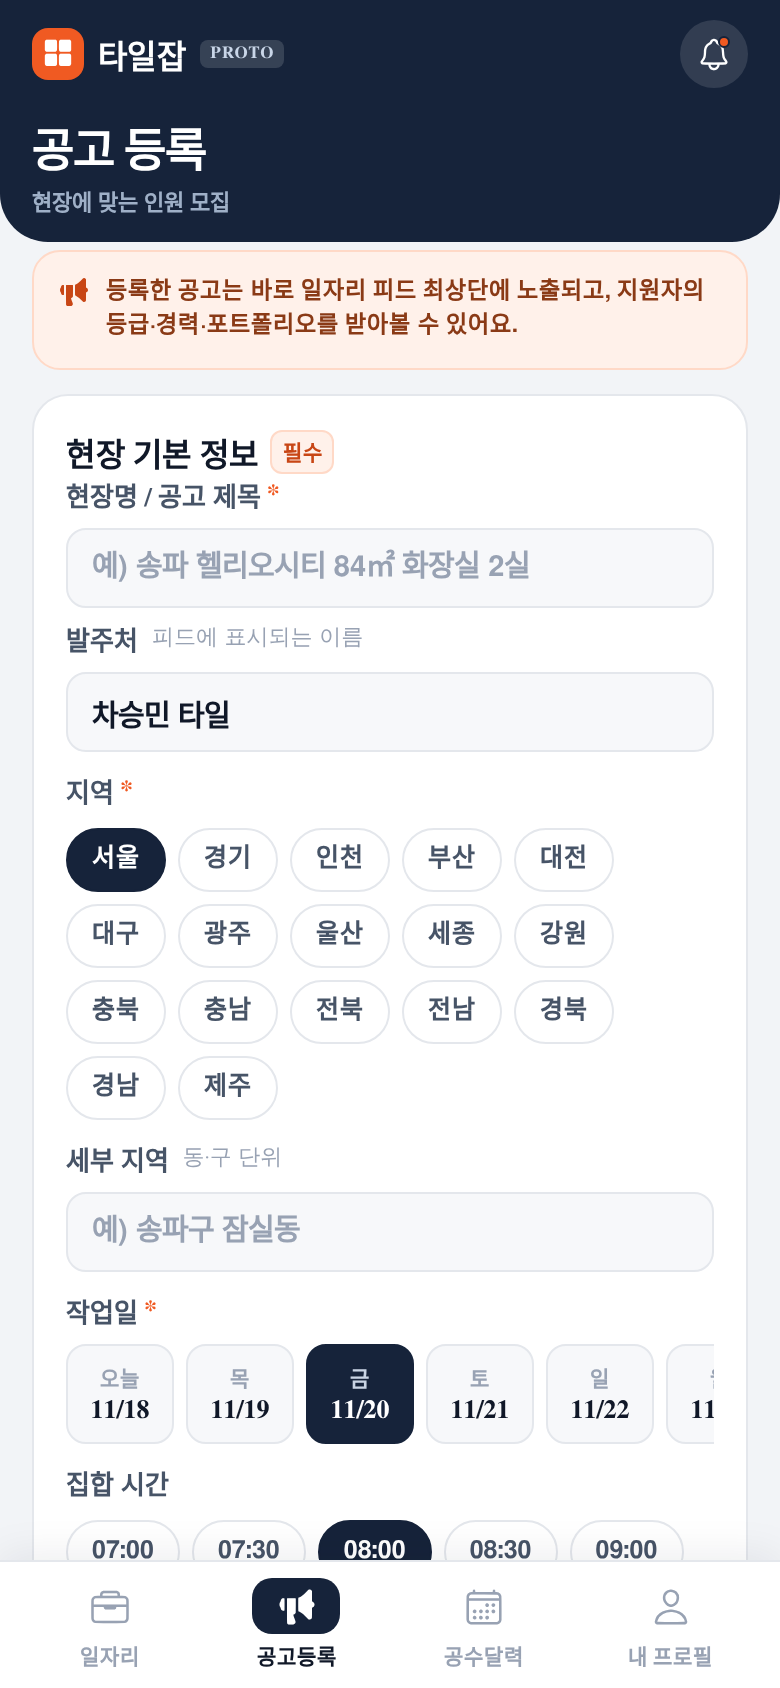 타일잡 PROTO
공고 등록
현장에 맞는 인원 모집
등록한 공고는 바로 일자리 피드 최상단에 노출되고, 지원자의
등급·경력·포트폴리오를 받아볼 수 있어요.
현장 기본 정보 필수
현장명 / 공고 제목 *
예) 송파 헬리오시티 84㎡ 화장실 2실
발주처 피드에 표시되는 이름
차승민 타일
지역 *
서울 경기 인천 부산 대전
대구 광주 울산 세종 강원
충북 충남 전북 전남 경북
경남 제주
세부 지역 동·구 단위
예) 송파구 잠실동
작업일 *
오늘 목 금 토 일
11/18 11/19 11/20 11/21 11/22 11
집합 시간
07:00 07:30 08:00 08:30 09:00
일자리 공고등록 공수달력 내 프로필